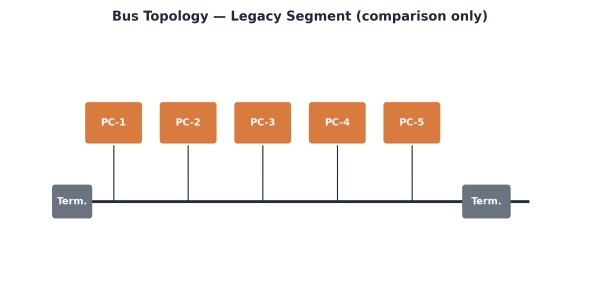 Bus Topology — Legacy Segment (comparison only)
PC-1 PC-2 PC-3 PC-4 PC-5
Term. Term.